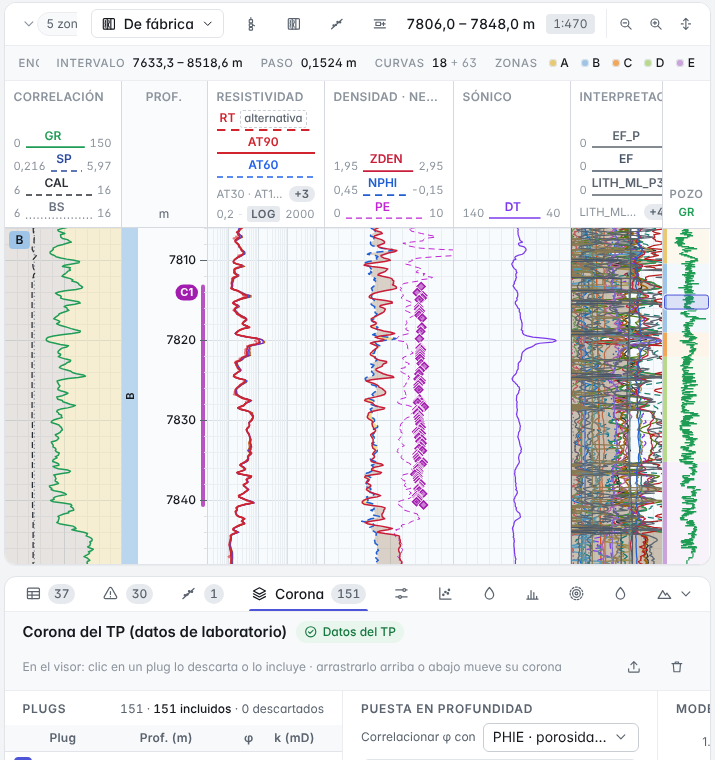 5 zon De fábrica 7806,0 – 7848,0 m 1:470
INTERVALO 7633,3 – 8518,6 m PASO 0,1524 m CURVAS 18 + 63 ZONAS A B C D E
CORRELACIÓN PROF. RESISTIVIDAD DENSIDAD · NE… SÓNICO INTERPRETAC
RT alternativa
0 GR 150 AT90 0 EF_P
0,216 SP 5,97 AT60 1,95 ZDEN 2,95 0 EF
6 CAL 16 AT30 · AT1… +3 0,45 NPHI -0,15 0 LITH_ML_P3 POZO
6 BS 16 m 0,2 LOG 2000 0 PE 10 140 DT 40 LITH_ML… +4 GR
B
7810
C1
7820
B
7830
7840
37 30 1 Corona 151
Corona del TP (datos de laboratorio) Datos del TP
En el visor: clic en un plug lo descarta o lo incluye · arrastrarlo arriba o abajo mueve su corona
PLUGS 151 · 151 incluidos · 0 descartados PUESTA EN PROFUNDIDAD MODE
Plug Prof. (m) φ k (mD) Correlacionar φ con PHIE · porosida… 1.